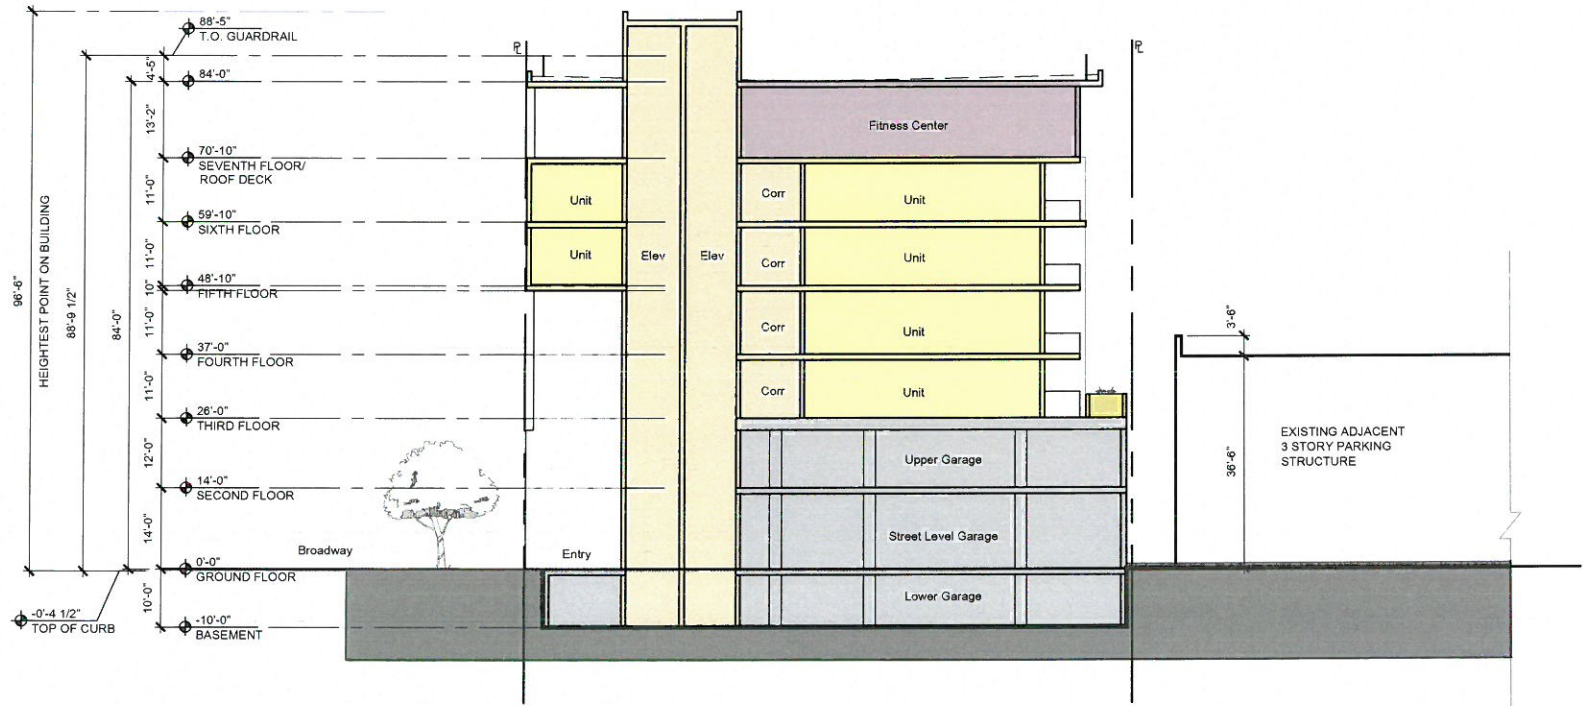 88'-5"
T.O. GUARDRAIL
4'-5"
84'-0"
13'-2"
70'-10"
SEVENTH FLOOR/
ROOF DECK
11'-0"
59'-10"
SIXTH FLOOR
11'-0"
48'-10"
10"
FIFTH FLOOR
11'-0"
37'-0"
FOURTH FLOOR
11'-0"
26'-0"
THIRD FLOOR
12'-0"
14'-0"
SECOND FLOOR
14'-0"
0'-0"
GROUND FLOOR
10'-0"
-10'-0"
BASEMENT
-0'-4 1/2"
TOP OF CURB
96'-6"
HEIGHTEST POINT ON BUILDING
88'-9 1/2"
84'-0"
Broadway
Entry
PL
PL
Fitness Center
Unit
Corr
Unit
Unit
Elev
Elev
Corr
Unit
Corr
Unit
Corr
Unit
Upper Garage
Street Level Garage
Lower Garage
3'-6"
36'-6"
EXISTING ADJACENT
3 STORY PARKING
STRUCTURE